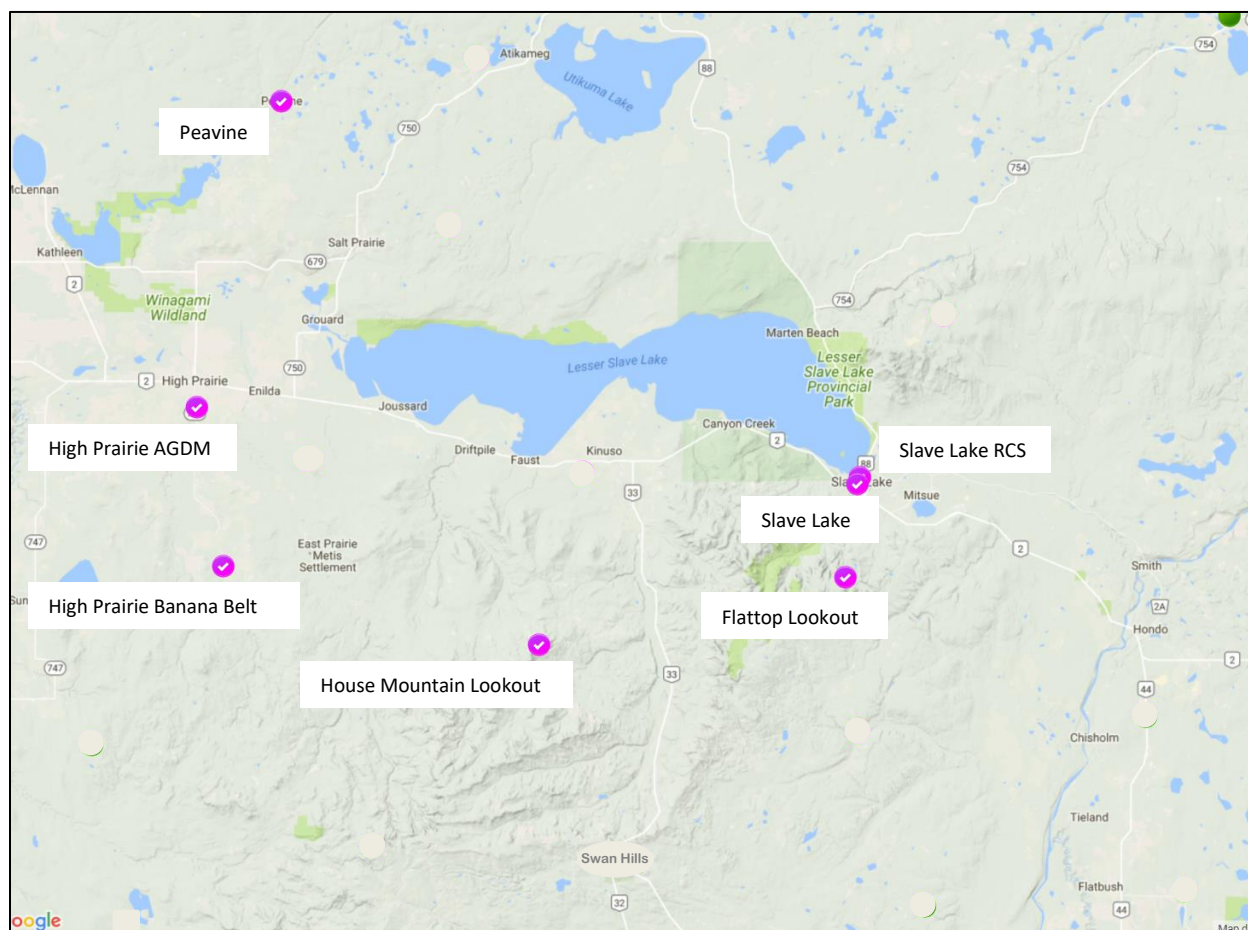 754
Atikameg
88
Utikuma Lake
750
754
Peavine
McLennan
Salt Prairie
Kathleen
679
2
Winagami
Wildland
Grouard
754
Marten Beach
Lesser Slave Lake
Lesser
Slave Lake
Provincial
Park
750
2
High Prairie
Enilda
Joussard
Canyon Creek
2
High Prairie AGDM
Driftpile
Faust
Kinuso
Slave Lake RCS
88
Slave Lake
Mitsue
33
Slave Lake
747
East Prairie
Metis
Settlement
2
Smith
High Prairie Banana Belt
Flattop Lookout
2A
Hondo
747
House Mountain Lookout
33
2
44
Chisholm
Tieland
Swan Hills
32
Flatbush
44
oogle
Map d